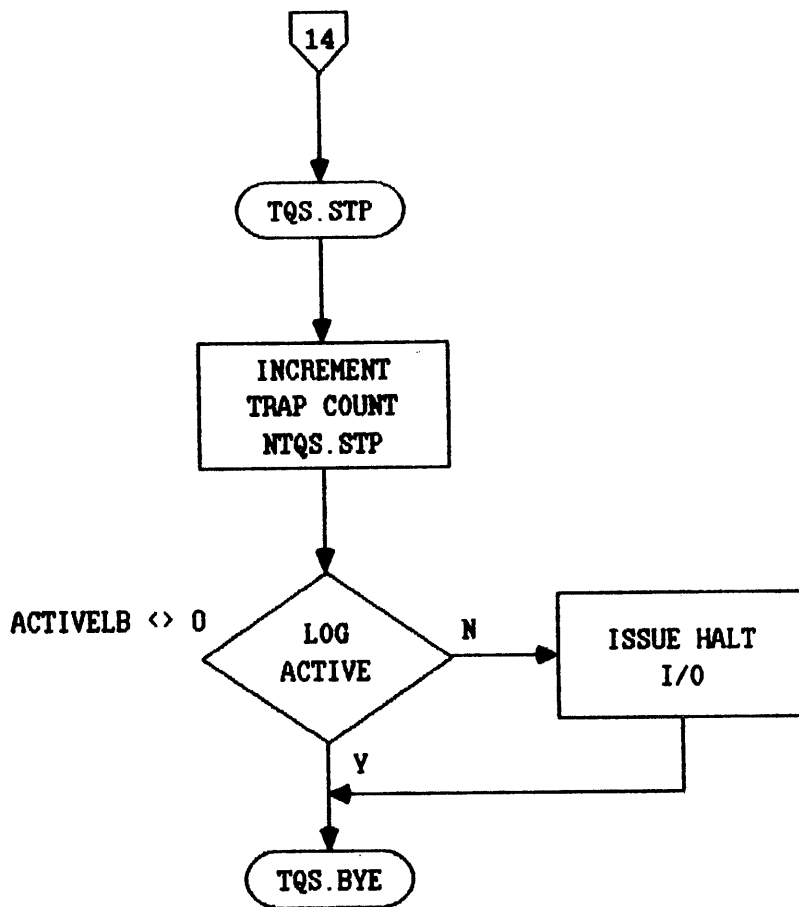 14
TQS.STP
INCREMENT
TRAP COUNT
NTQS.STP
ACTIVELB <> 0
LOG
ACTIVE
N
ISSUE HALT
I/O
Y
TQS.BYE